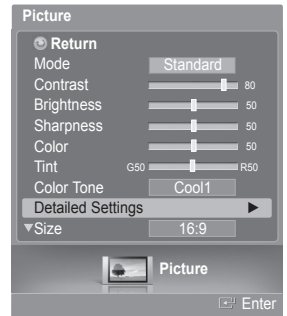 Picture
Return
Mode Standard
Contrast 80
Brightness 50
Sharpness 50
Color 50
Tint G50 R50
Color Tone Cool1
Detailed Settings ▶
▼Size 16:9
Picture
Enter